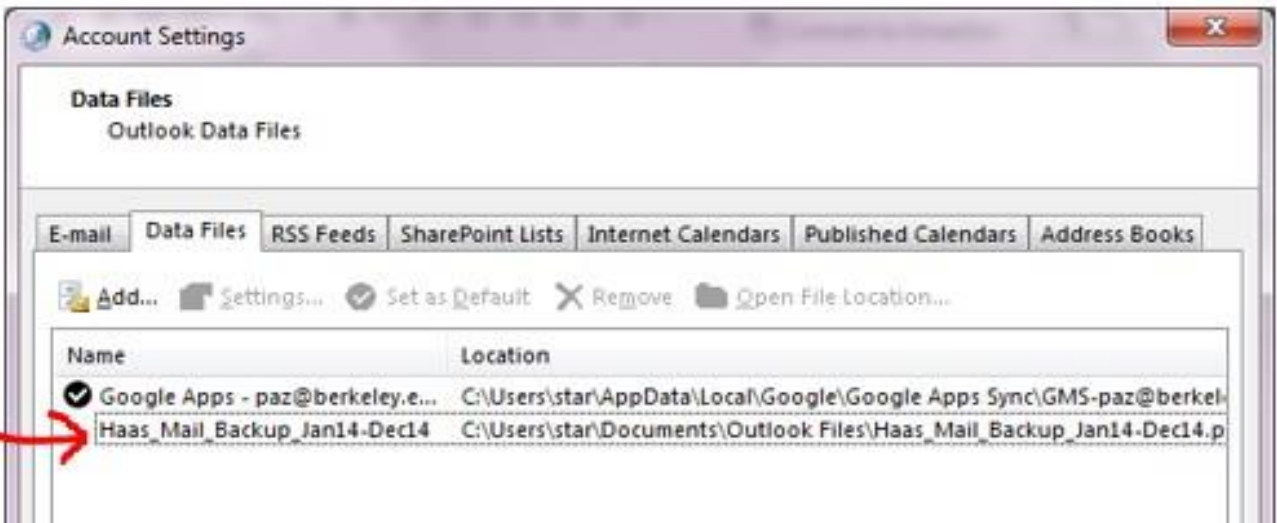 Account Settings
Data Files
Outlook Data Files
E-mail Data Files RSS Feeds SharePoint Lists Internet Calendars Published Calendars Address Books
Add... Settings... Set as Default Remove Open File Location...
Name Location
Google Apps - paz@berkeley.e... C:\Users\star\AppData\Local\Google\Google Apps Sync\GMS-paz@berkel
Haas_Mail_Backup_Jan14-Dec14 C:\Users\star\Documents\Outlook Files\Haas_Mail_Backup_Jan14-Dec14.p